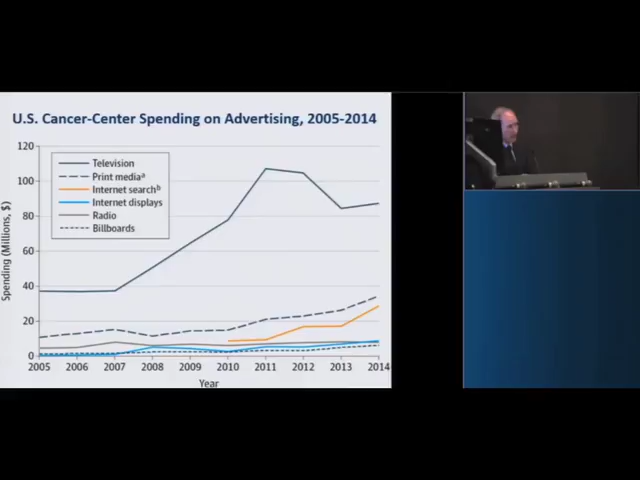 U.S. Cancer-Center Spending on Advertising, 2005-2014
120
100
80
60
40
20
0
Spending (Millions, $)
Television
Print mediaᵃ
Internet searchᵇ
Internet displays
Radio
Billboards
2005 2006 2007 2008 2009 2010 2011 2012 2013 2014
Year